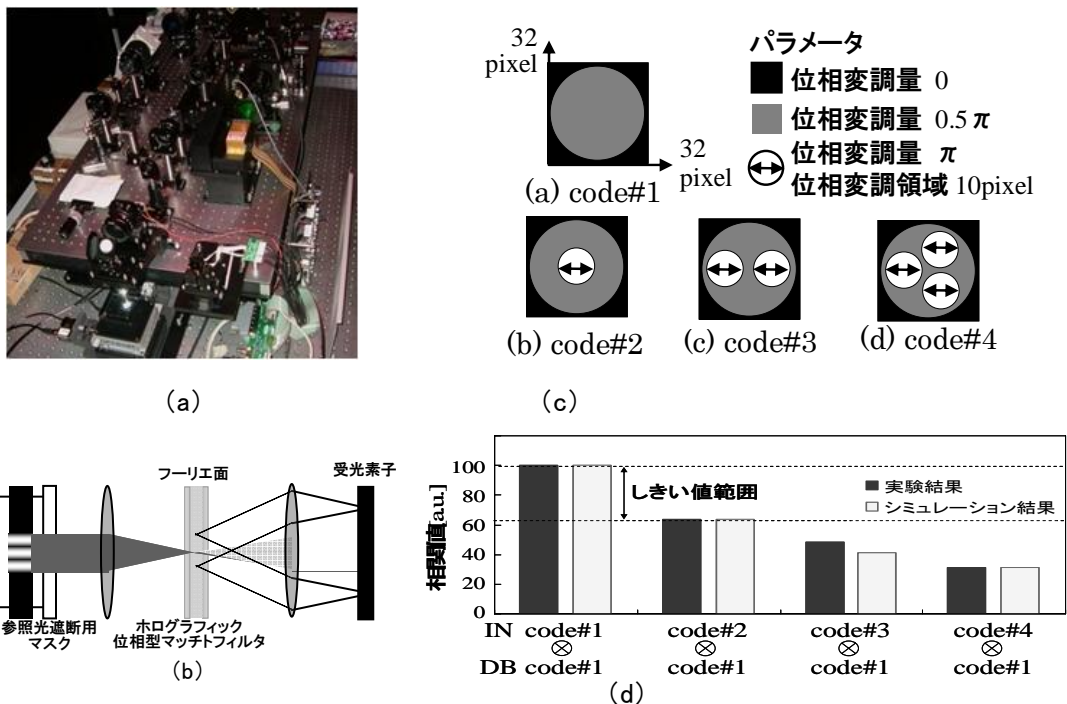 32
pixel
32
pixel
(a) code#1
パラメータ
位相変調量 0
位相変調量 0.5π
位相変調量 π
位相変調領域 10pixel
(b) code#2
(c) code#3
(d) code#4
(a)
(c)
フーリエ面
受光素子
参照光遮断用
マスク
ホログラフィック
位相型マッチトフィルタ
(b)
相関値[a.u.]
100
80
60
40
20
0
しきい値範囲
実験結果
シミュレーション結果
IN code#1 code#2 code#3 code#4
⊗ ⊗ ⊗ ⊗
DB code#1 code#1 code#1 code#1
(d)